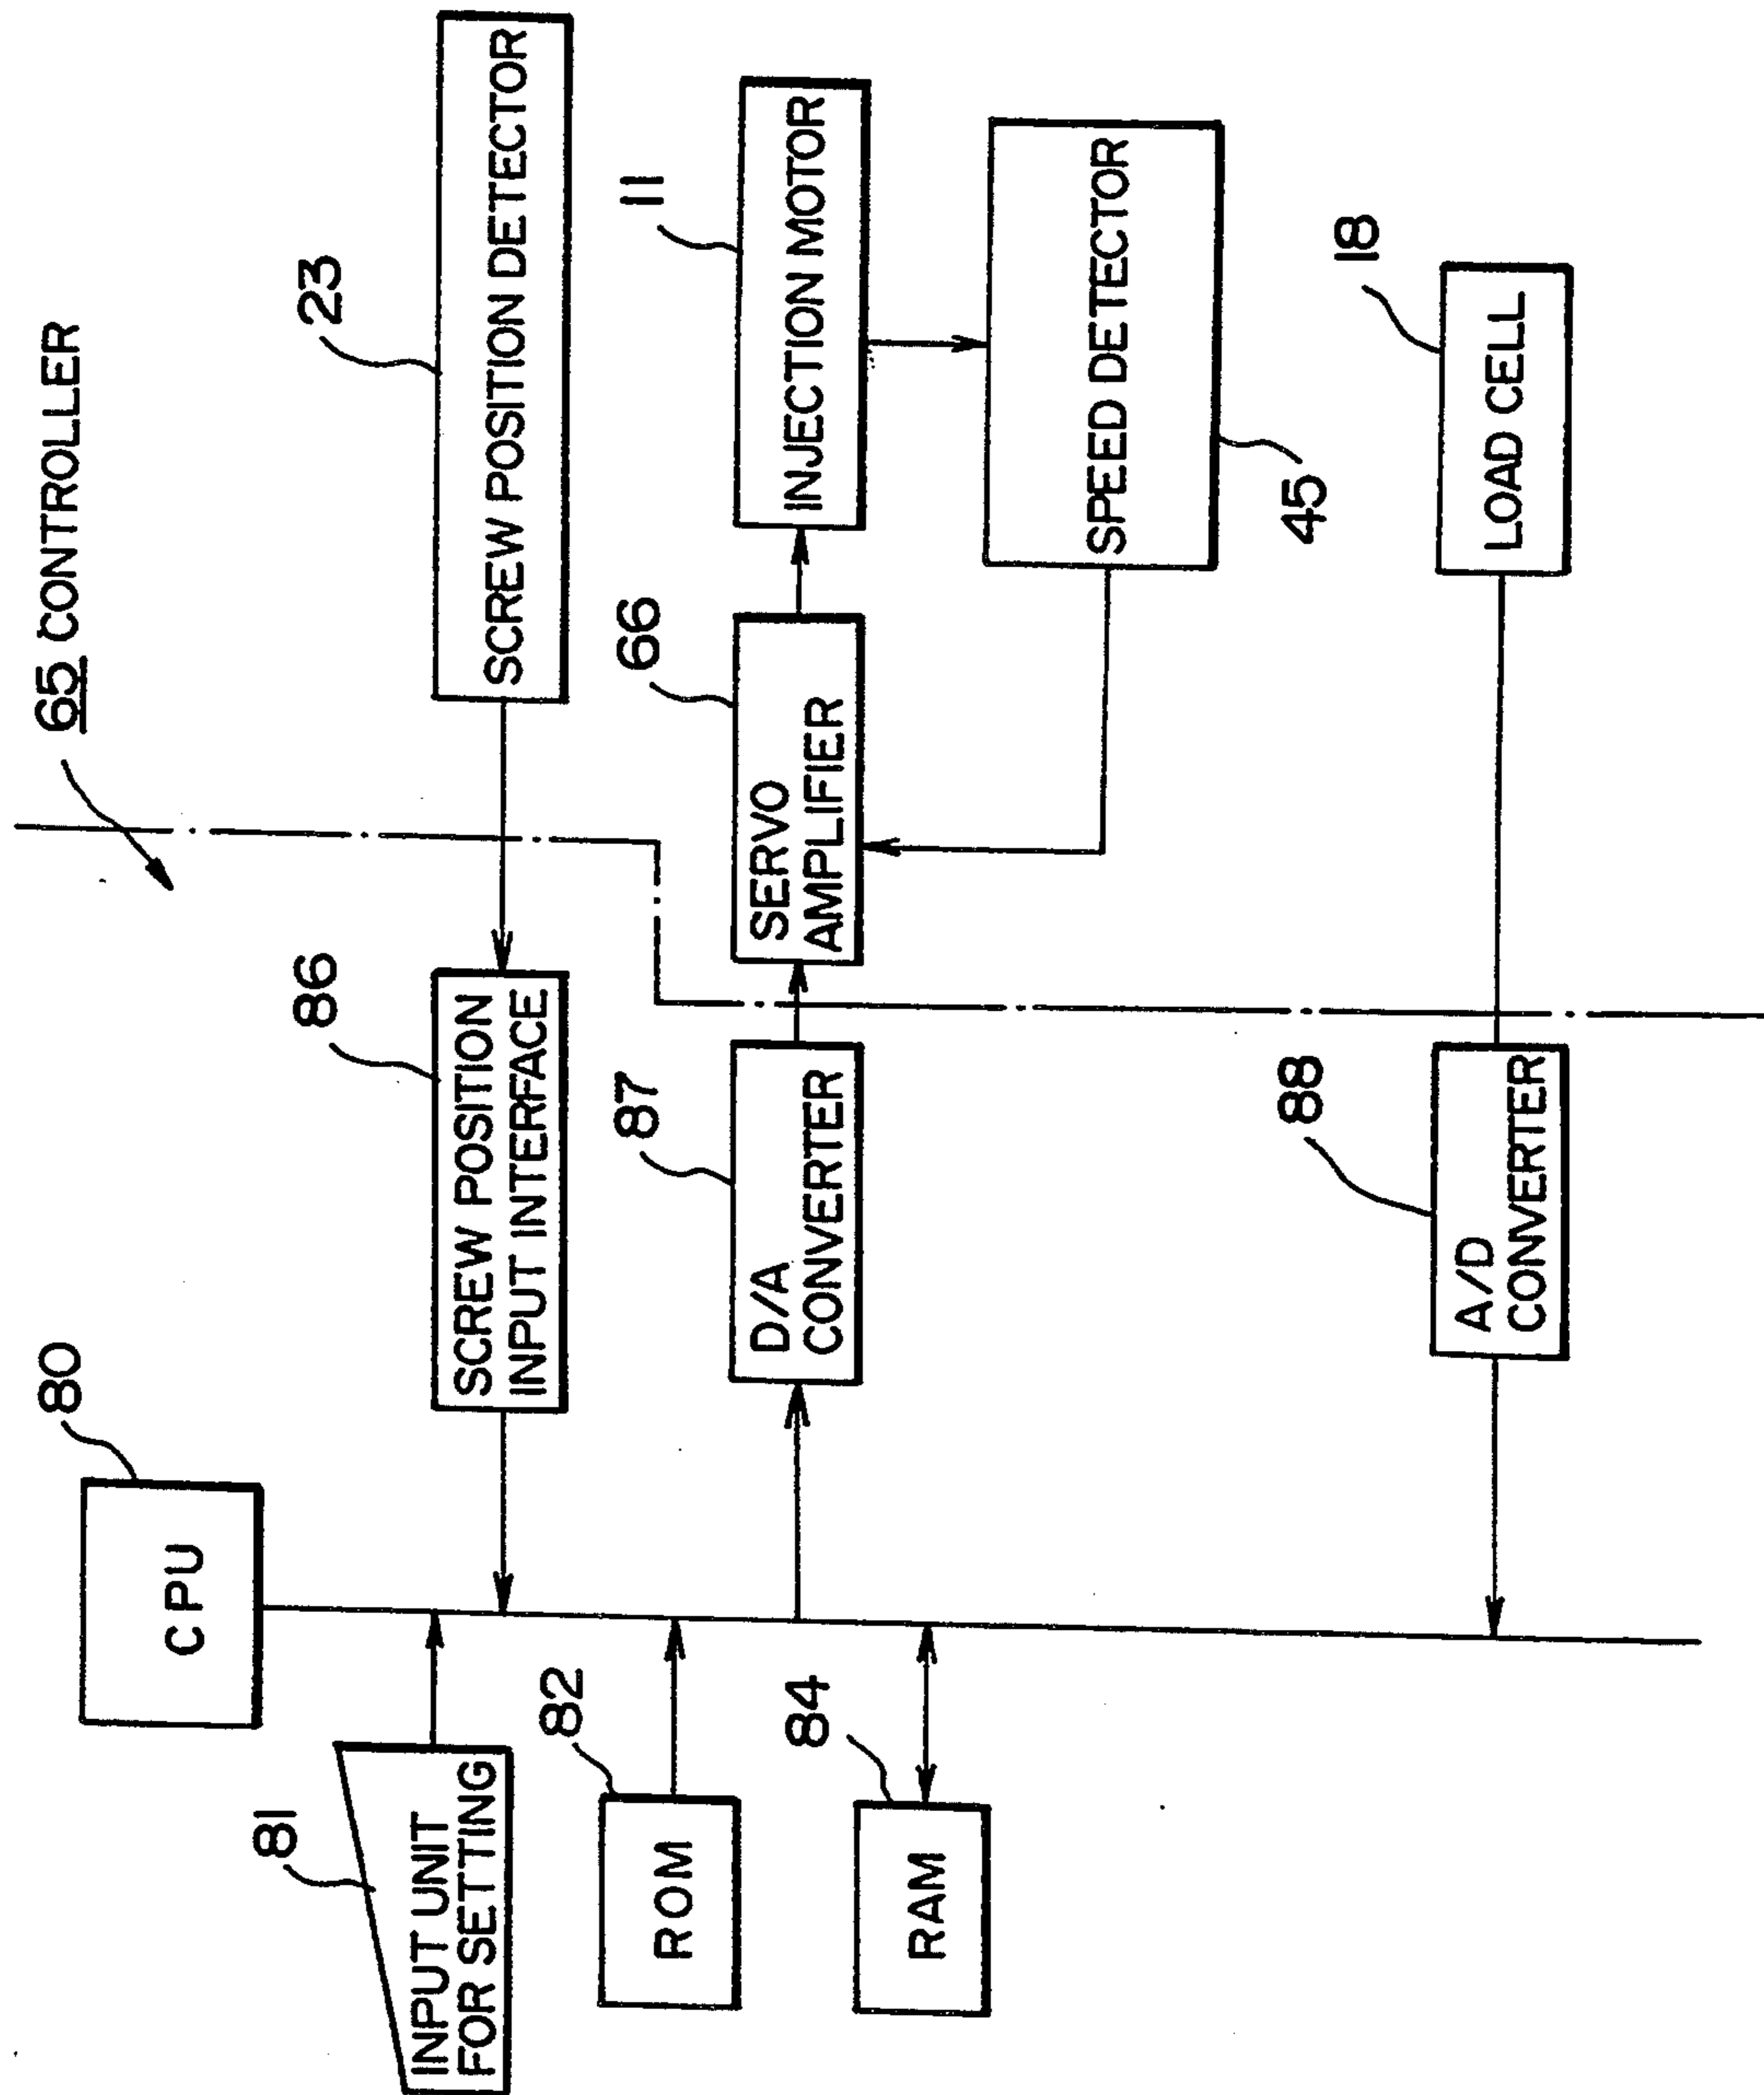 65 CONTROLLER
80
CPU
23
SCREW POSITION DETECTOR
86
SCREW POSITION
INPUT INTERFACE
81
INPUT UNIT
FOR SETTING
11
INJECTION MOTOR
66
SERVO
AMPLIFIER
87
D/A
CONVERTER
82
ROM
SPEED DETECTOR
45
84
RAM
18
LOAD CELL
88
A/D
CONVERTER